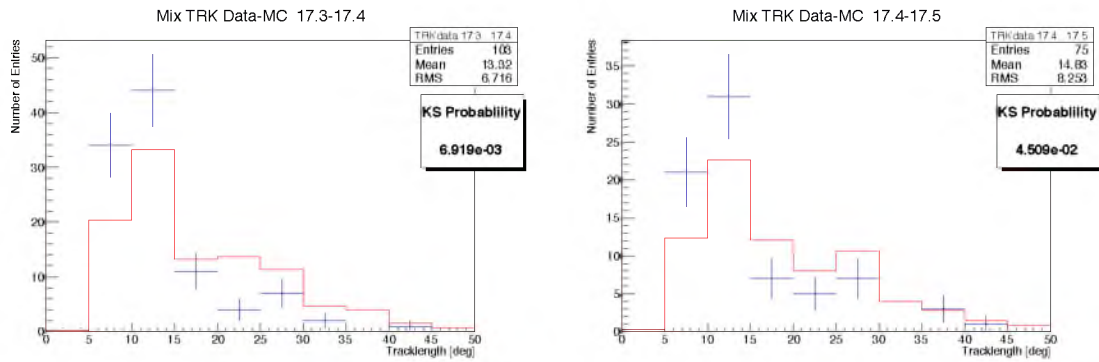 Mix TRK Data-MC 17.3-17.4
TRKdata 17.3 17.4
Entries 103
Mean 13.32
RMS 6.716
KS Probablility
6.919e-03
Number of Entries
50
40
30
20
10
0
0 5 10 15 20 25 30 35 40 45 50
Tracklength [deg]
Mix TRK Data-MC 17.4-17.5
TRKdata 17.4 17.5
Entries 75
Mean 14.83
RMS 8.253
KS Probablility
4.509e-02
Number of Entries
35
30
25
20
15
10
5
0
0 5 10 15 20 25 30 35 40 45 50
Tracklength [deg]